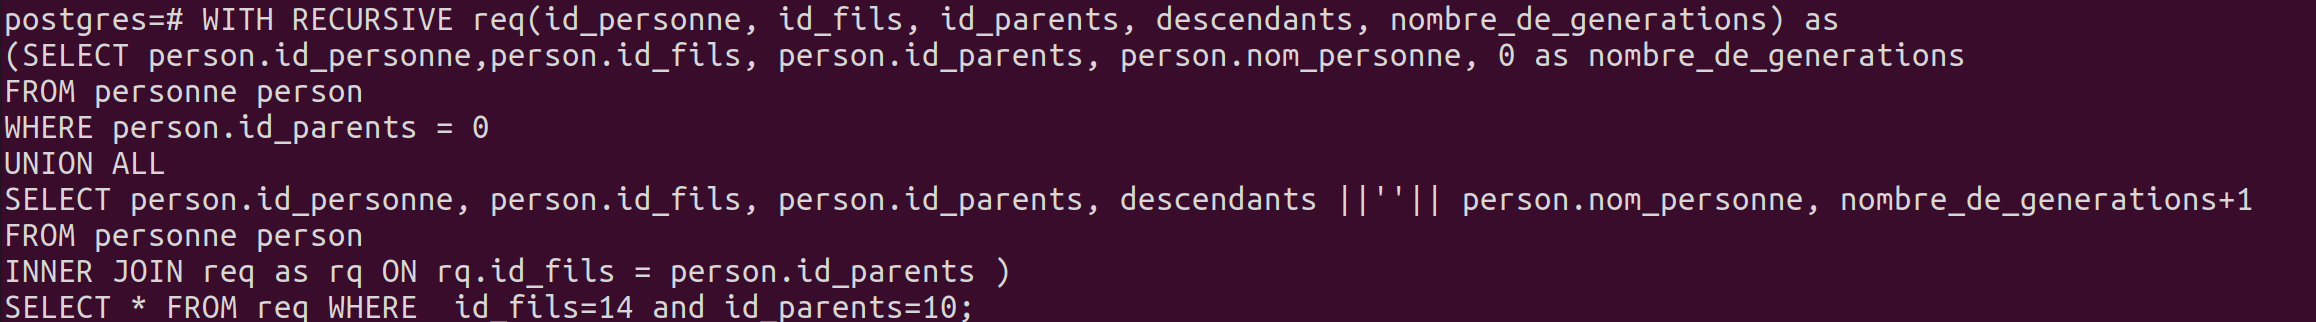 postgres=# WITH RECURSIVE req(id_personne, id_fils, id_parents, descendants, nombre_de_generations) as
(SELECT person.id_personne,person.id_fils, person.id_parents, person.nom_personne, 0 as nombre_de_generations
FROM personne person
WHERE person.id_parents = 0
UNION ALL
SELECT person.id_personne, person.id_fils, person.id_parents, descendants ||''|| person.nom_personne, nombre_de_generations+1
FROM personne person
INNER JOIN req as rq ON rq.id_fils = person.id_parents )
SELECT * FROM req WHERE  id_fils=14 and id_parents=10;